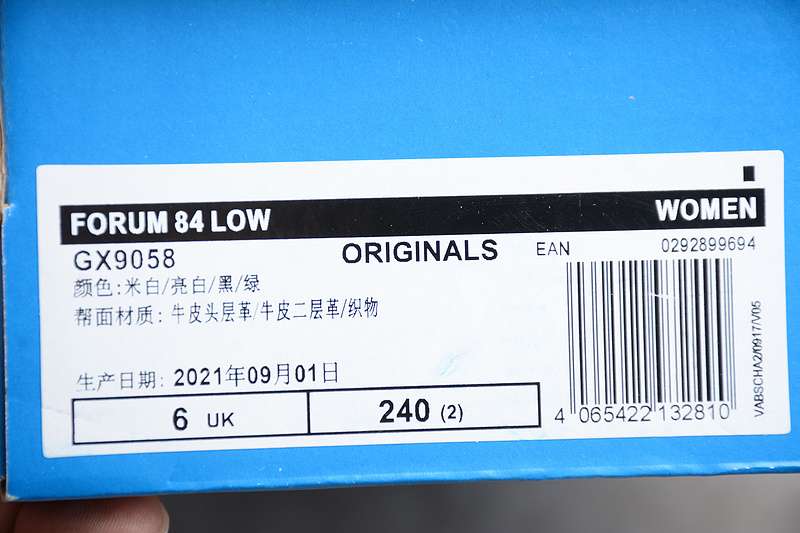 FORUM 84 LOW WOMEN
GX9058 ORIGINALS EAN 0292899694
颜色:米白/亮白/黑/绿
帮面材质: 牛皮头层革/牛皮二层革/织物
生产日期: 2021年09月01日
6 UK 240 (2)
4 065422 132810
VABSCHA2/0917/V05